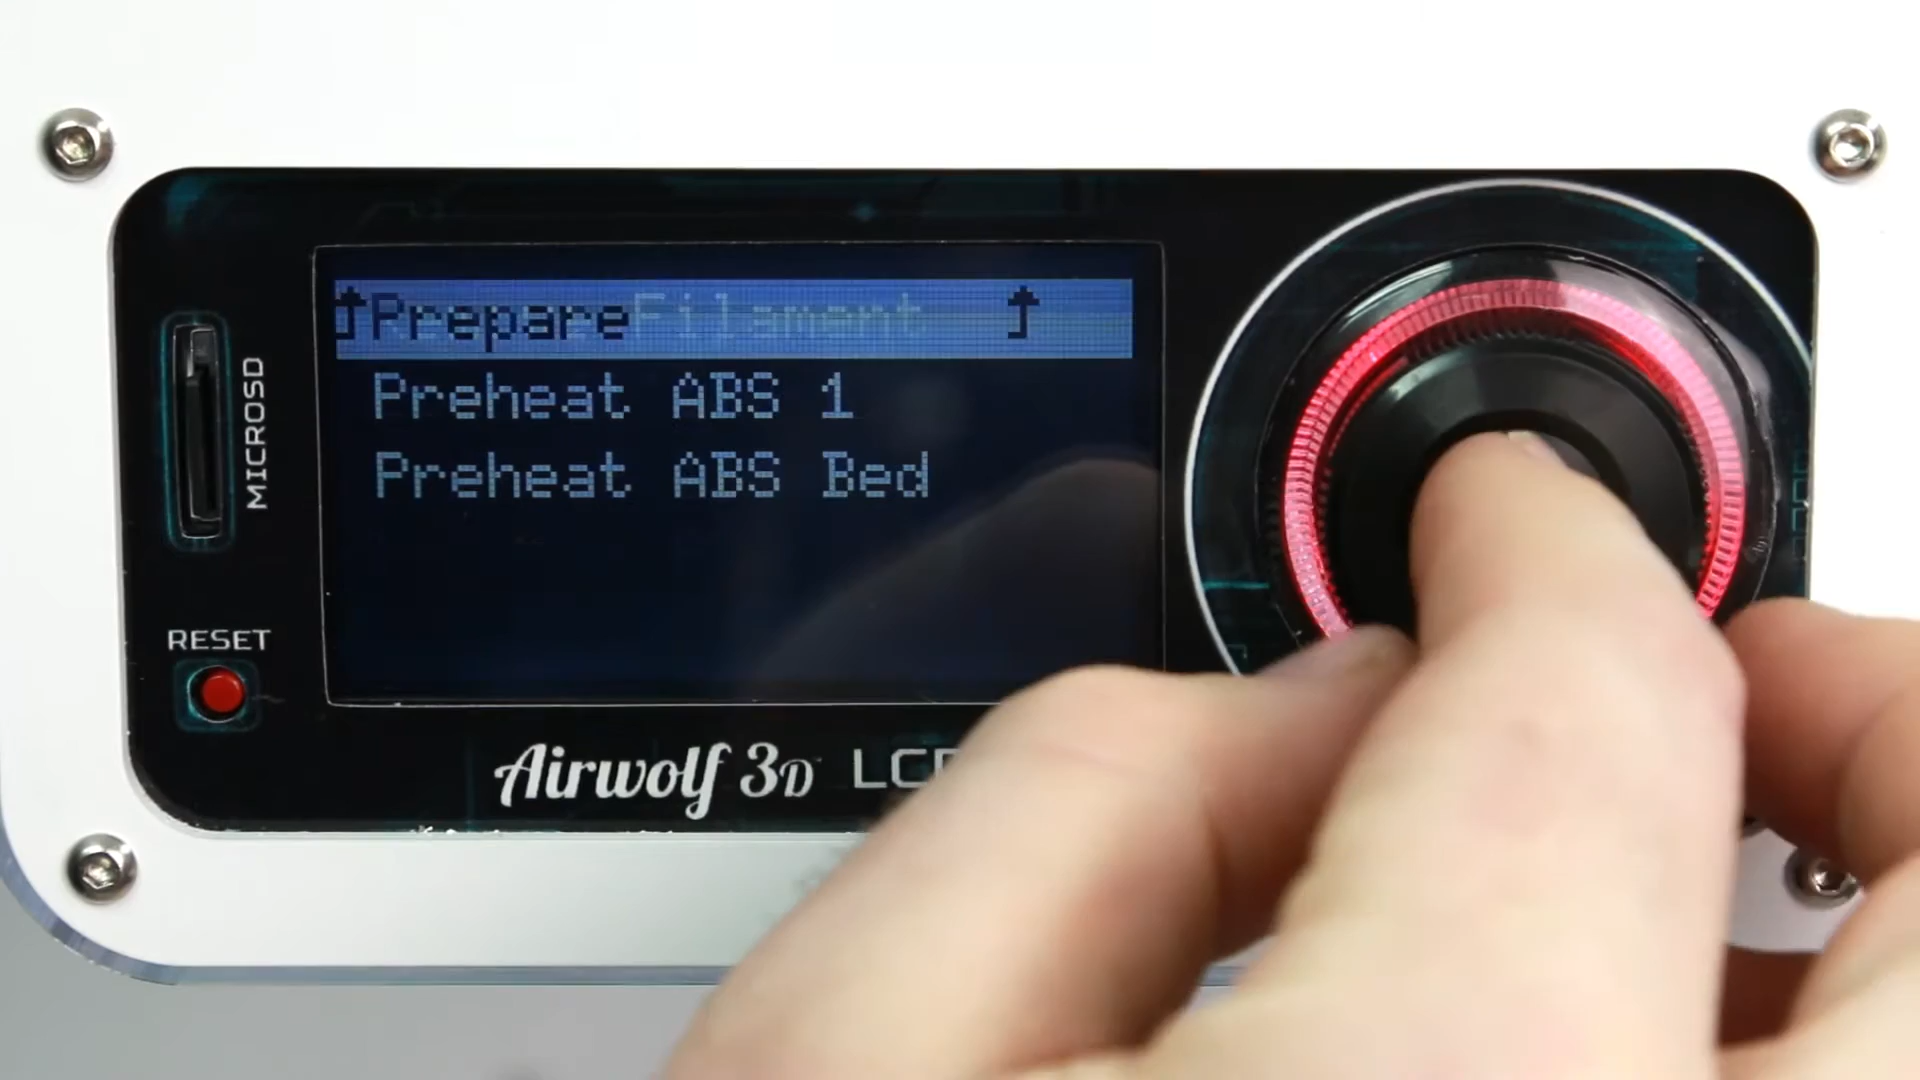 Prepare Filament
Preheat ABS 1
Preheat ABS Bed
MICROSD
RESET
Airwolf 3D LC